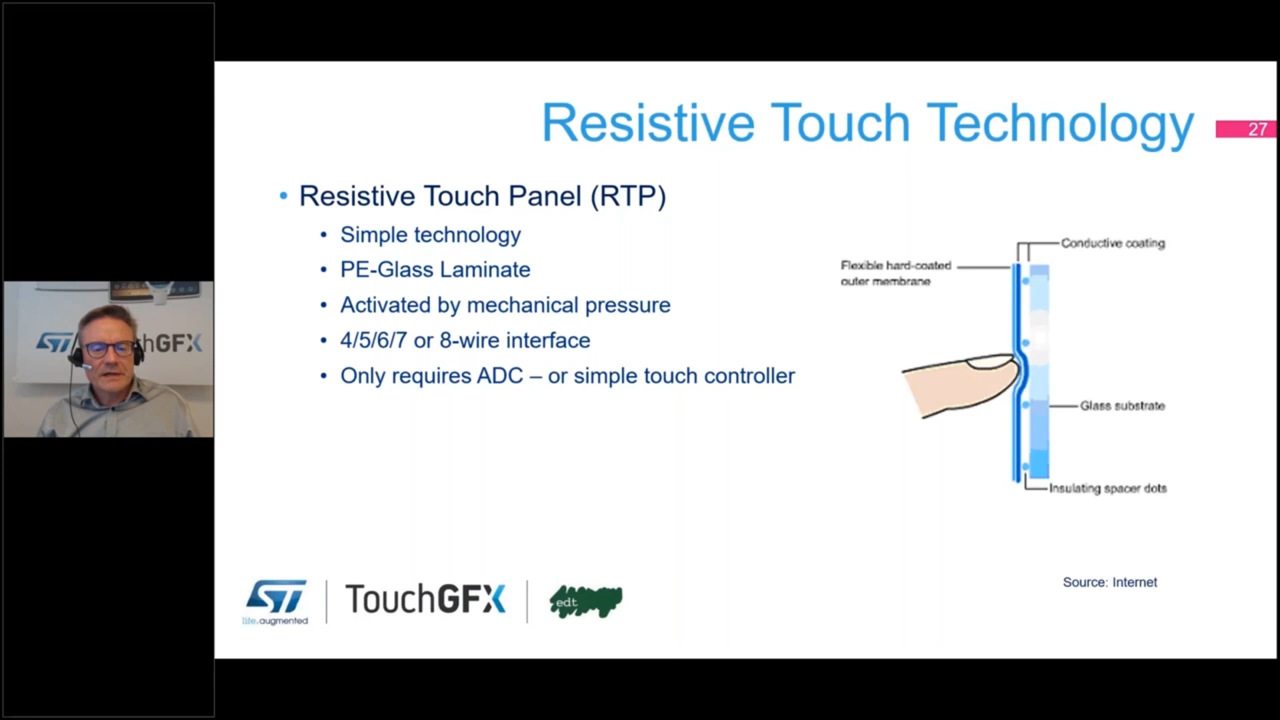 Resistive Touch Technology
27
• Resistive Touch Panel (RTP)
• Simple technology
• PE-Glass Laminate
• Activated by mechanical pressure
• 4/5/6/7 or 8-wire interface
• Only requires ADC – or simple touch controller
Conductive coating
Flexible hard-coated
outer membrane
Glass substrate
Insulating spacer dots
Source: Internet
ST
life.augmented
TouchGFX
edt